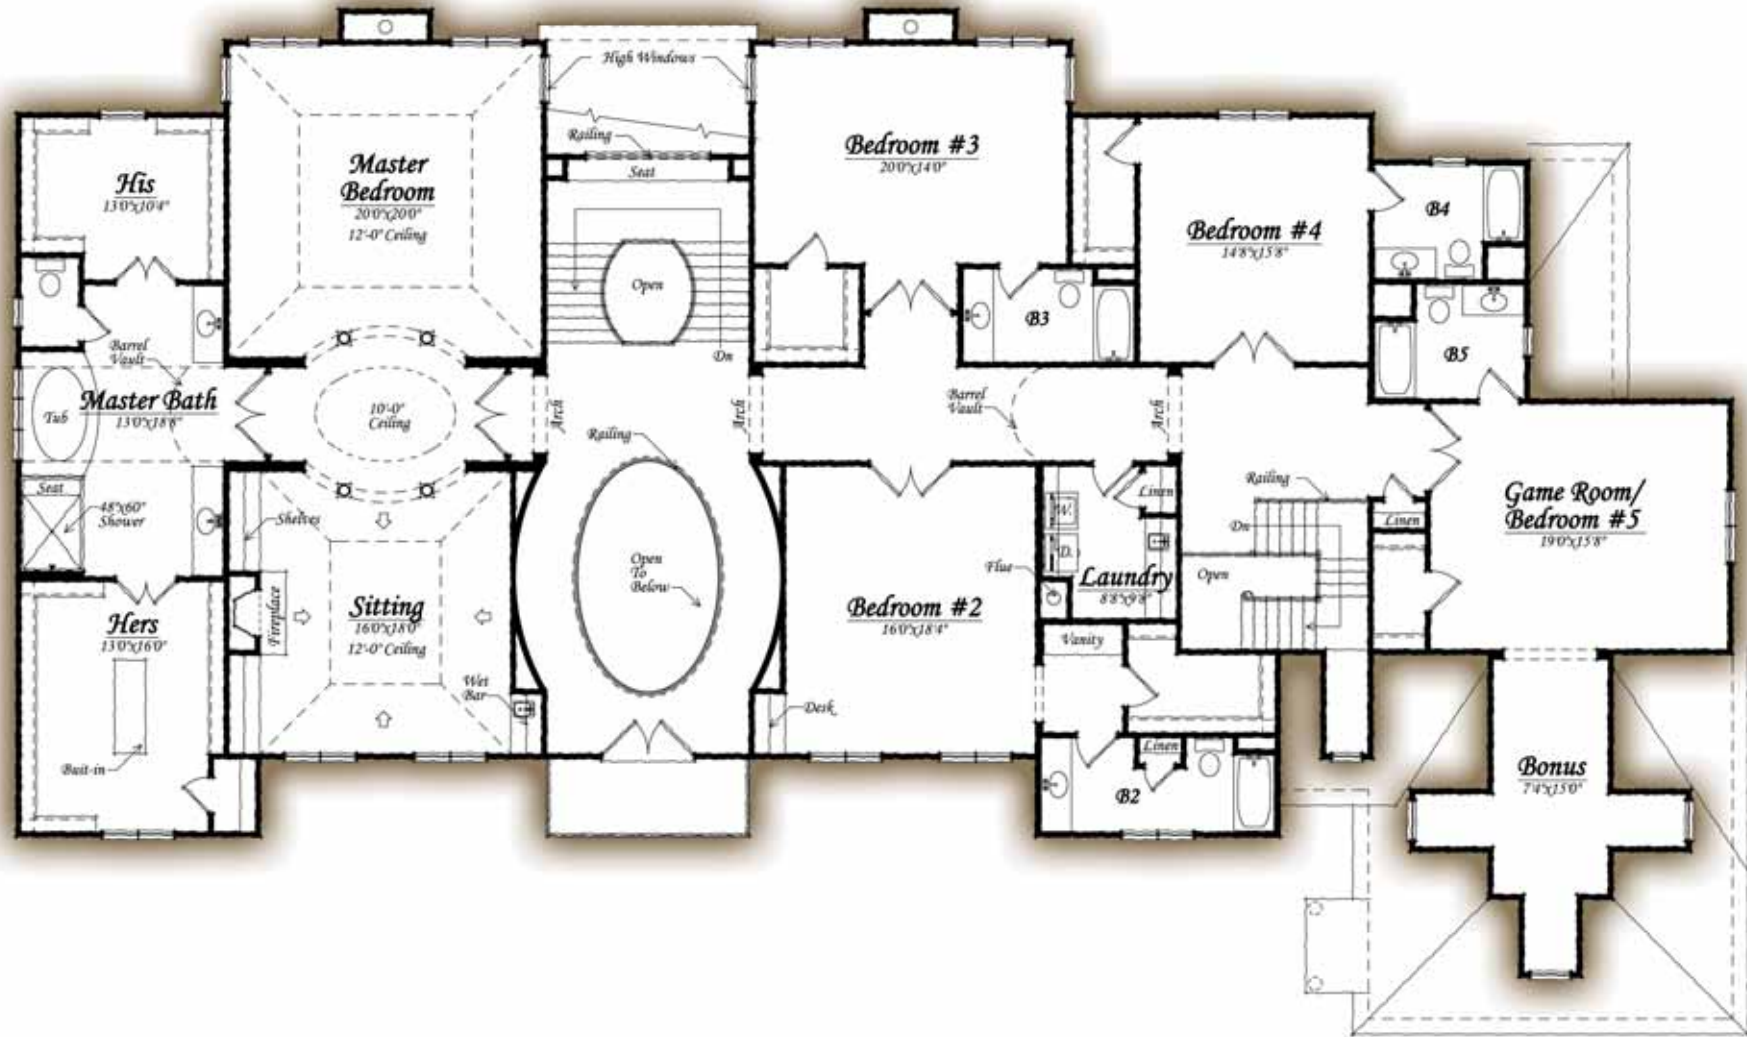 High Windows
Railing
Seat
Master
Bedroom
20'0"x20'0"
12'-0" Ceiling
Bedroom #3
20'0"x14'0"
His
13'0"x10'4"
Bedroom #4
14'8"x15'8"
B4
Open
Dn
B3
B5
Barrel
Vault
Master Bath
13'0"x18'8"
Tub
10'-0"
Ceiling
Arch
Arch
Railing
Barrel
Vault
Arch
Seat
48"x60"
Shower
Shelves
Fireplace
Sitting
16'0"x18'0"
12'-0" Ceiling
Wet
Bar
Open
To
Below
Bedroom #2
16'0"x18'4"
Desk
W.
D.
Linen
Flue
Laundry
8'8"x9'8"
Vanity
Railing
Dn
Open
Linen
Game Room/
Bedroom #5
19'0"x15'8"
Hers
13'0"x16'0"
Buit-in
Linen
B2
Bonus
7'4"x15'0"